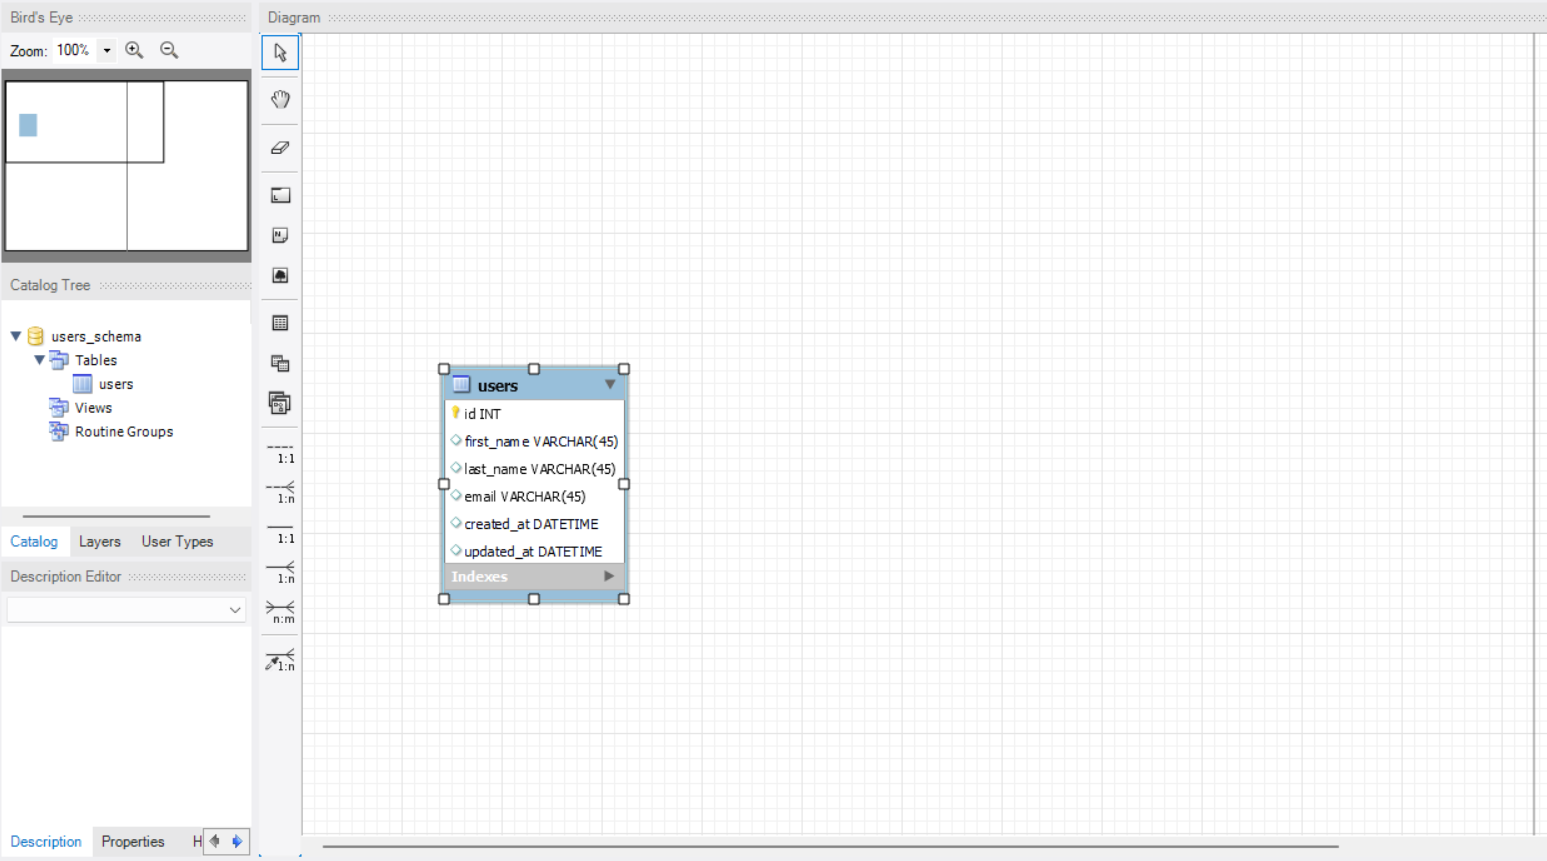 Bird's Eye
Zoom: 100%
Catalog Tree
users_schema
Tables
users
Views
Routine Groups
Catalog Layers User Types
Description Editor
Description Properties H
Diagram
N
1:1
1:n
1:1
1:n
n:m
1:n
users
id INT
first_name VARCHAR(45)
last_name VARCHAR(45)
email VARCHAR(45)
created_at DATETIME
updated_at DATETIME
Indexes